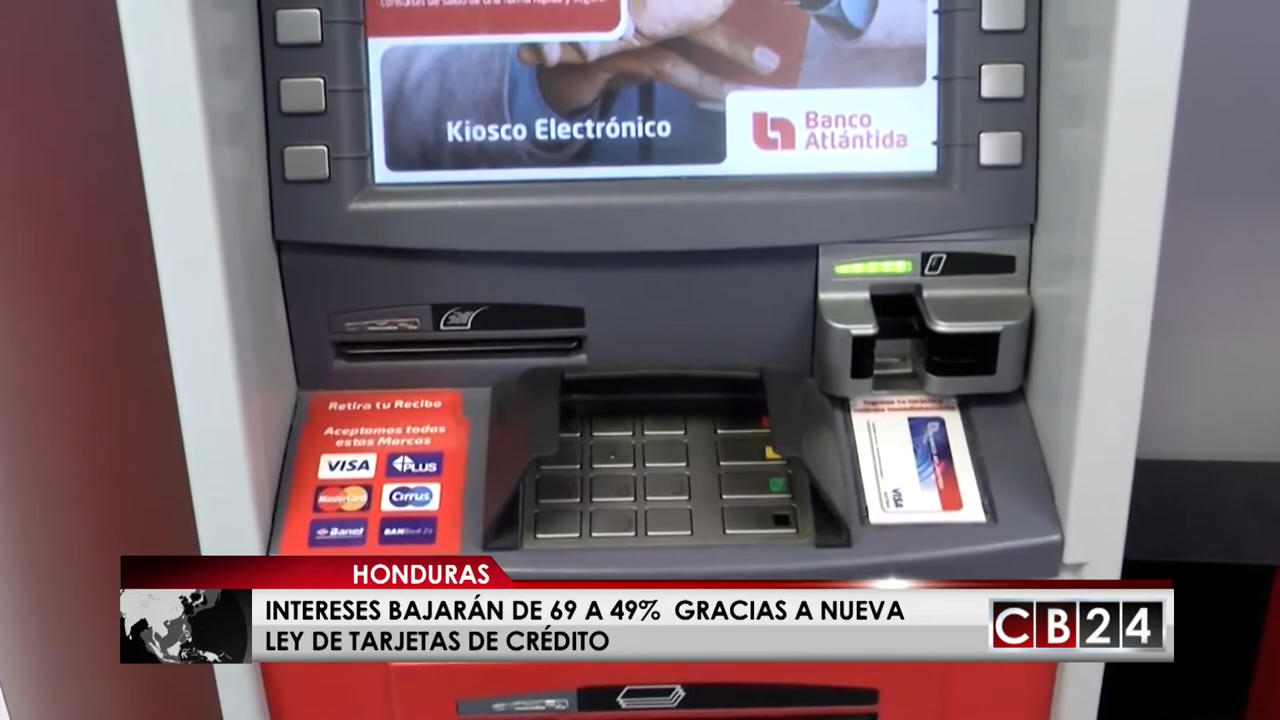 Kiosco Electrónico
Banco
Atlántida
Retira tu Recibo
Aceptamos todas
estas Marcas
VISA
PLUS
MasterCard
Cirrus
Banet
VISA
HONDURAS
INTERESES BAJARÁN DE 69 A 49% GRACIAS A NUEVA
LEY DE TARJETAS DE CRÉDITO
CB24